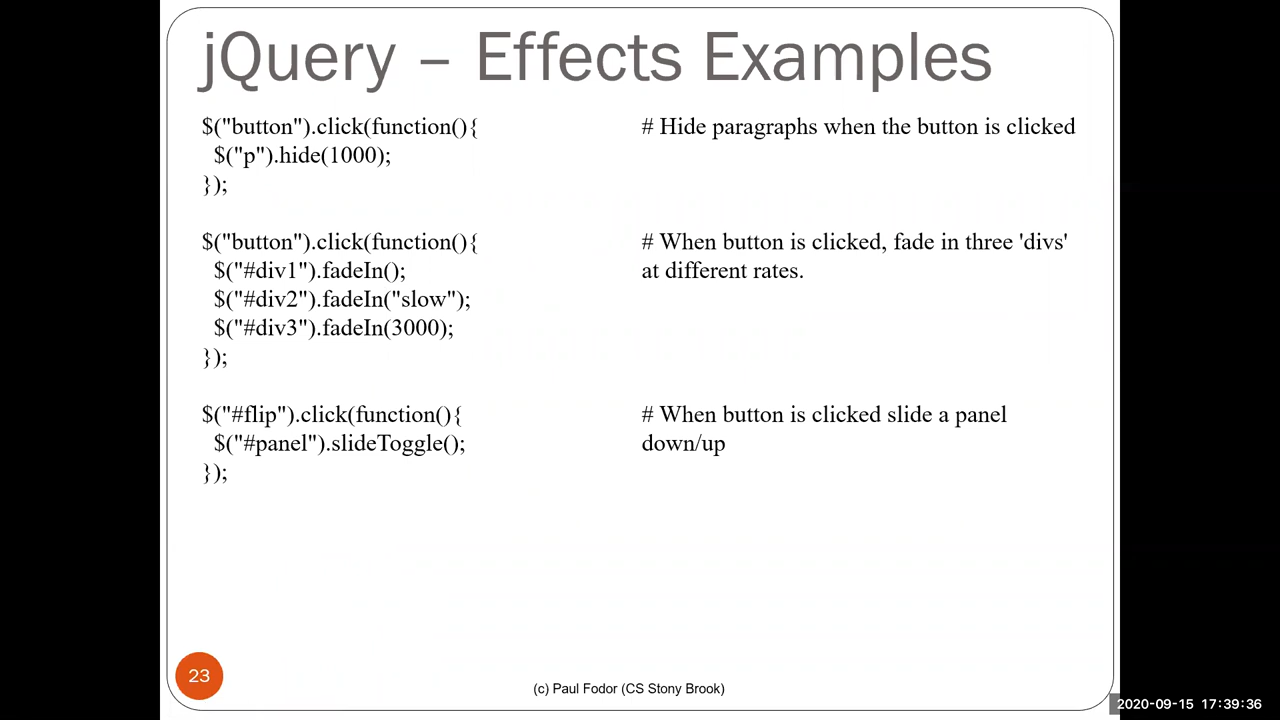 jQuery – Effects Examples
$("button").click(function(){
  $("p").hide(1000);
});
# Hide paragraphs when the button is clicked
$("button").click(function(){
  $("#div1").fadeIn();
  $("#div2").fadeIn("slow");
  $("#div3").fadeIn(3000);
});
# When button is clicked, fade in three 'divs'
at different rates.
$("#flip").click(function(){
  $("#panel").slideToggle();
});
# When button is clicked slide a panel
down/up
23
(c) Paul Fodor (CS Stony Brook)
2020-09-15 17:39:36